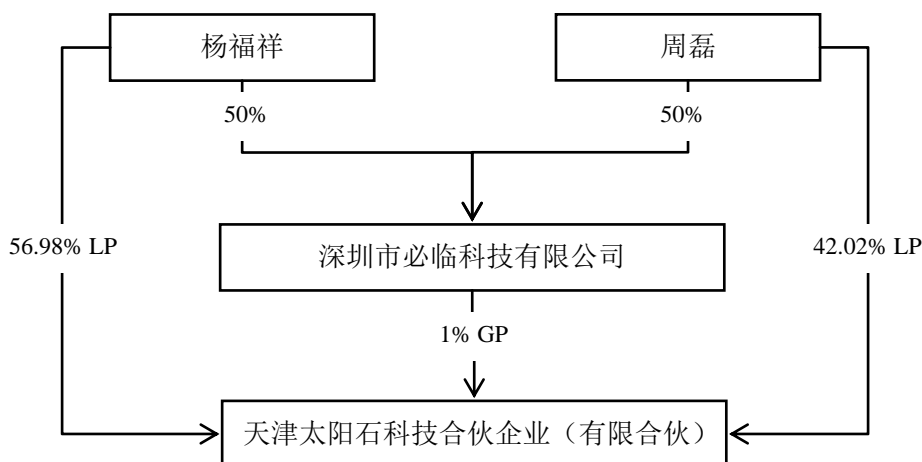 杨福祥
周磊
50%
50%
56.98% LP
深圳市必临科技有限公司
42.02% LP
1% GP
天津太阳石科技合伙企业（有限合伙）